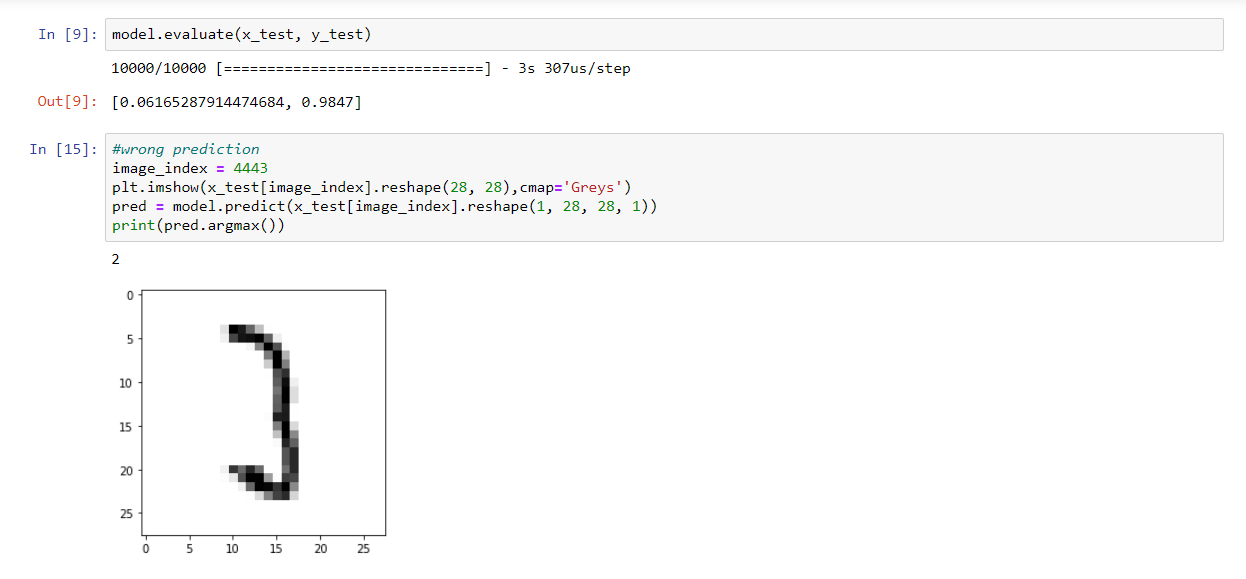 In [9]: model.evaluate(x_test, y_test)
10000/10000 [==============================] - 3s 307us/step
Out[9]: [0.06165287914474684, 0.9847]
In [15]: #wrong prediction
image_index = 4443
plt.imshow(x_test[image_index].reshape(28, 28),cmap='Greys')
pred = model.predict(x_test[image_index].reshape(1, 28, 28, 1))
print(pred.argmax())
2
0
5
10
15
20
25
0 5 10 15 20 25